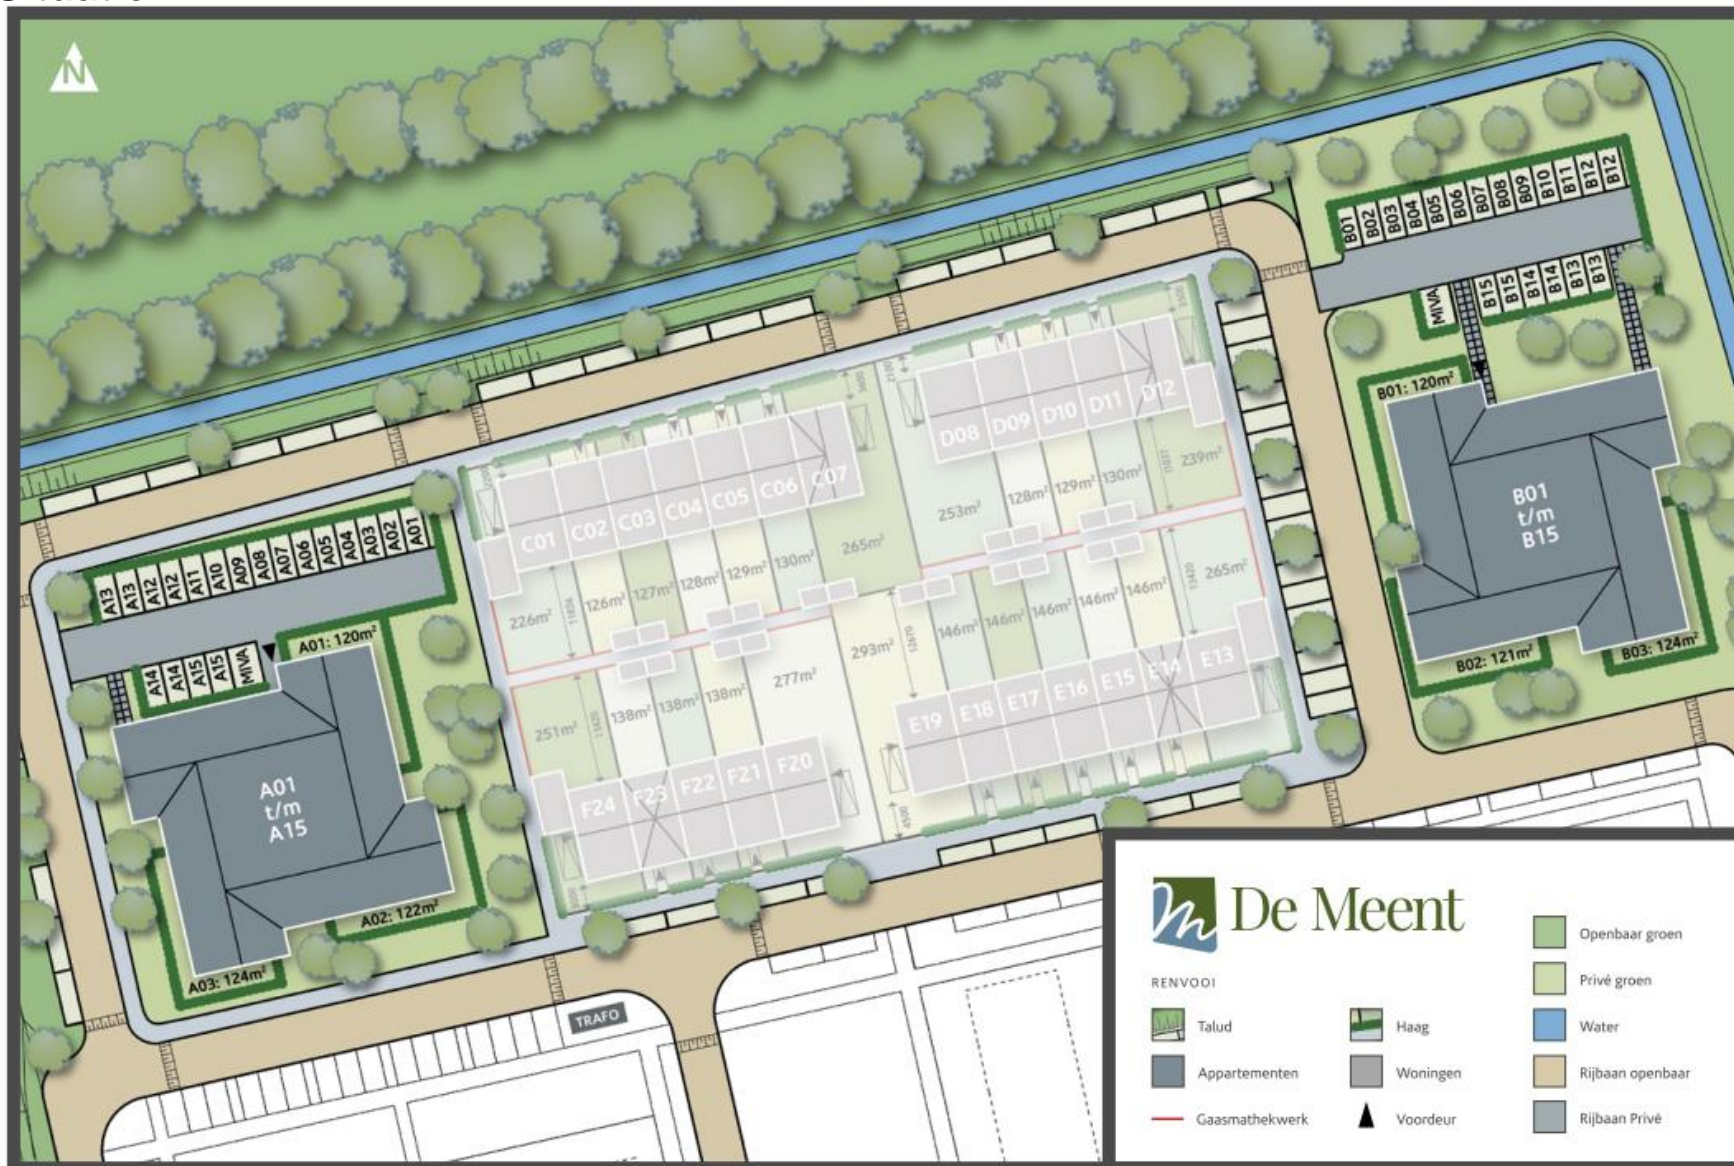 N
B01
B02
B03
B04
B05
B06
B07
B08
B09
B10
B11
B12
B12
MIVA
B15
B15
B14
B14
B13
B13
B01: 120m²
B01
t/m
B15
B02: 121m²
B03: 124m²
D08
D09
D10
D11
D12
2100
253m²
128m²
129m²
130m²
239m²
C01
C02
C03
C04
C05
C06
C07
226m²
126m²
127m²
128m²
129m²
130m²
265m²
A13
A13
A12
A12
A11
A10
A09
A08
A07
A06
A05
A04
A03
A02
A01
A14
A14
A15
A15
MIVA
A01: 120m²
A01
t/m
A15
A02: 122m²
A03: 124m²
251m²
13420
138m²
138m²
138m²
277m²
293m²
12670
146m²
146m²
146m²
146m²
146m²
13420
265m²
F24
F23
F22
F21
F20
E19
E18
E17
E16
E15
E14
E13
4500
TRAFO
De Meent
RENVOOI
Talud
Appartementen
Gaasmathekwerk
Haag
Woningen
Voordeur
Openbaar groen
Privé groen
Water
Rijbaan openbaar
Rijbaan Privé